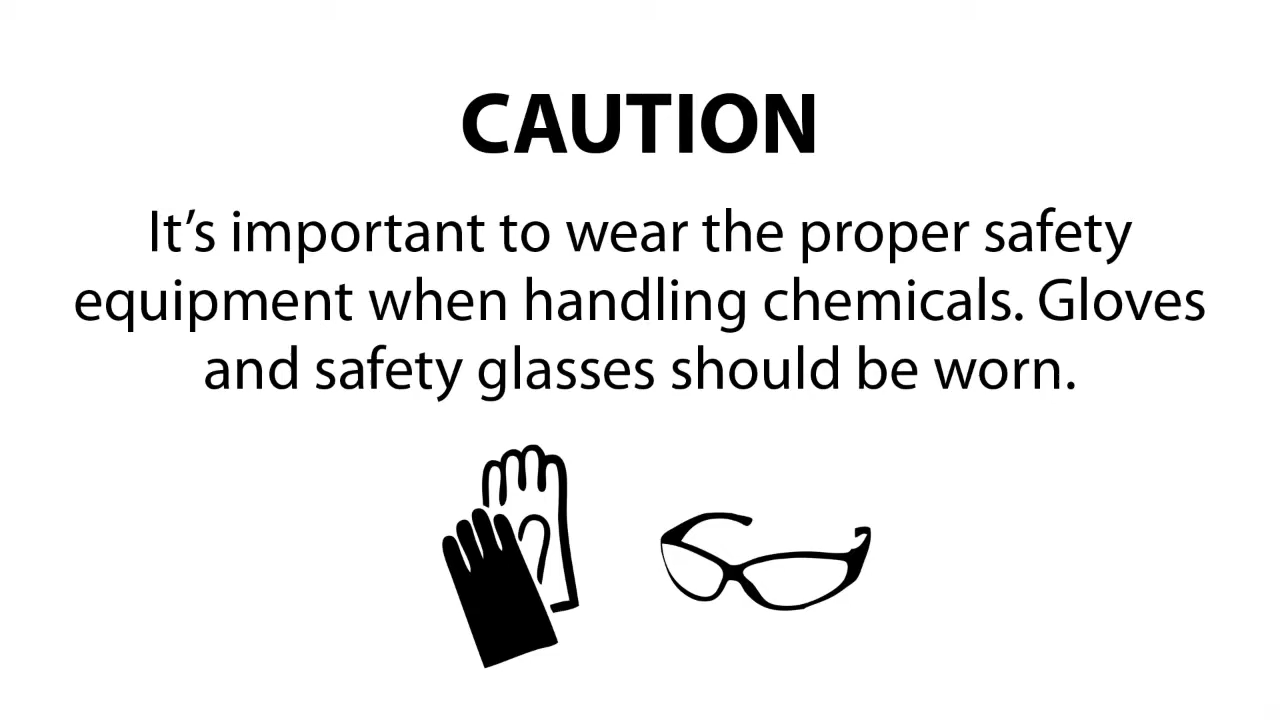 CAUTION
It’s important to wear the proper safety
equipment when handling chemicals. Gloves
and safety glasses should be worn.